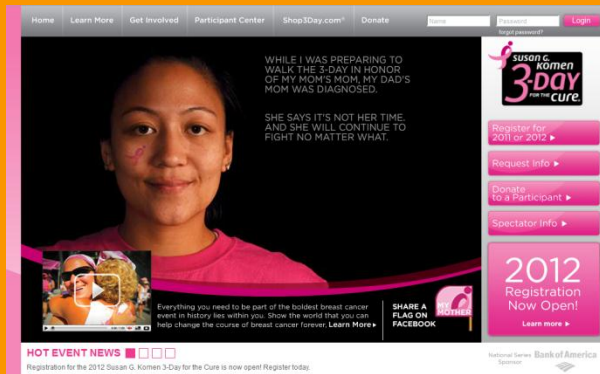 Home Learn More Get Involved Participant Center Shop3Day.com® Donate Name Password Login
forgot password?
WHILE I WAS PREPARING TO
WALK THE 3-DAY IN HONOR
OF MY MOM'S MOM, MY DAD'S
MOM WAS DIAGNOSED.
SHE SAYS IT'S NOT HER TIME.
AND SHE WILL CONTINUE TO
FIGHT NO MATTER WHAT.
SUSAN G.
Komen
3-DAY
FOR THE CURE.
Register for
2011 or 2012
Request Info
Donate
to a Participant
Spectator Info
2012
Registration
Now Open!
Learn more
Everything you need to be part of the boldest breast cancer
event in history lies within you. Show the world that you can
help change the course of breast cancer forever. Learn More
SHARE A
FLAG ON
FACEBOOK
MY
MOTHER
HOT EVENT NEWS
Registration for the 2012 Susan G. Komen 3-Day for the Cure is now open! Register today.
National Series
Sponsor
Bank of America